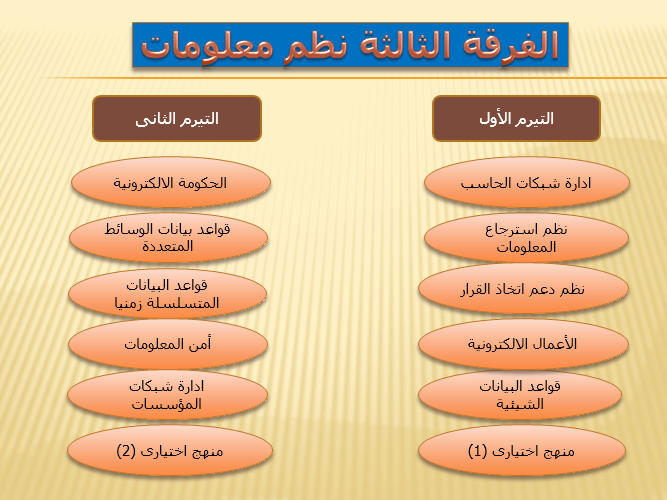 الفرقة الثالثة نظم معلومات
التيرم الأول
ادارة شبكات الحاسب
نظم استرجاع
المعلومات
نظم دعم اتخاذ القرار
الأعمال الالكترونية
قواعد البيانات
الشيئية
منهج اختيارى (1)
التيرم الثانى
الحكومة الالكترونية
قواعد بيانات الوسائط
المتعددة
قواعد البيانات
المتسلسلة زمنيا
أمن المعلومات
ادارة شبكات
المؤسسات
منهج اختيارى (2)